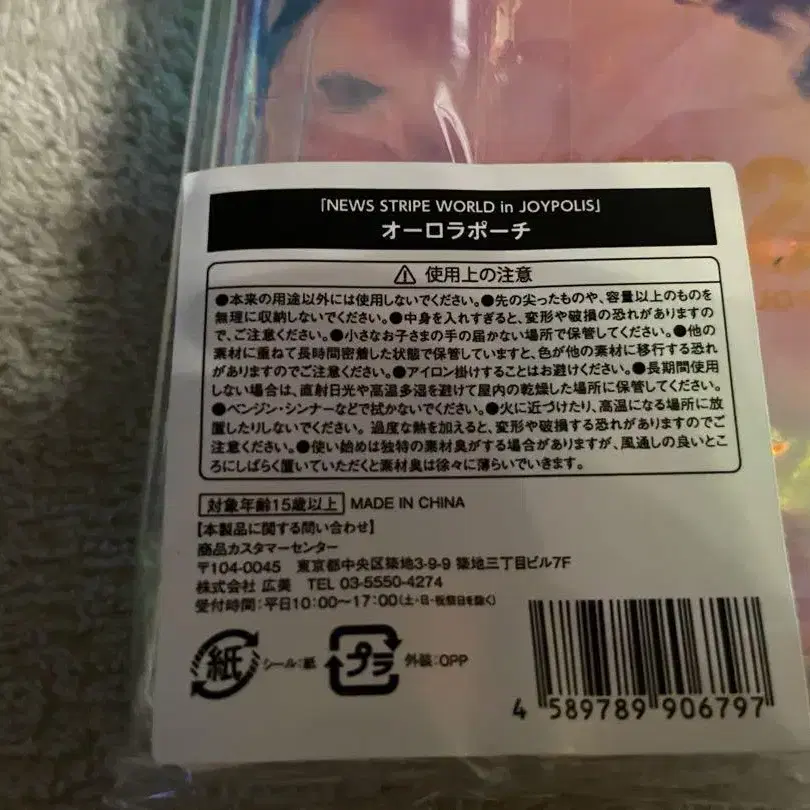 「NEWS STRIPE WORLD in JOYPOLIS」
オーロラポーチ
⚠ 使用上の注意
●本来の用途以外には使用しないでください。●先の尖ったものや、容量以上のものを
無理に収納しないでください。●中身を入れすぎると、変形や破損の恐れがありますの
で、ご注意ください。●小さなお子さまの手の届かない場所で保管してください。●他の
素材に重ねて長時間密着した状態で保管していますと、色が他の素材に移行する恐れ
がありますのでご注意ください。●アイロン掛けすることはお避けください。●長期間使用
しない場合は、直射日光や高温多湿を避けて屋内の乾燥した場所に保管してください。
●ベンジン・シンナーなどで拭かないでください。●火に近づけたり、高温になる場所に放
置したりしないでください。過度な熱を加えると、変形や破損する恐れがありますのでご
注意ください。●使い始めは独特の素材臭がする場合がありますが、風通しの良いとこ
ろにしばらく置いていただくと素材臭は徐々に薄らいでいきます。
対象年齢15歳以上 MADE IN CHINA
【本製品に関する問い合わせ】
商品カスタマーセンター
〒104-0045 東京都中央区築地3-9-9 築地三丁目ビル7F
株式会社 広美 TEL 03-5550-4274
受付時間:平日10:00〜17:00(土・日・祝祭日を除く)
紙 シール:紙 プラ 外装:OPP
4 589789 906797